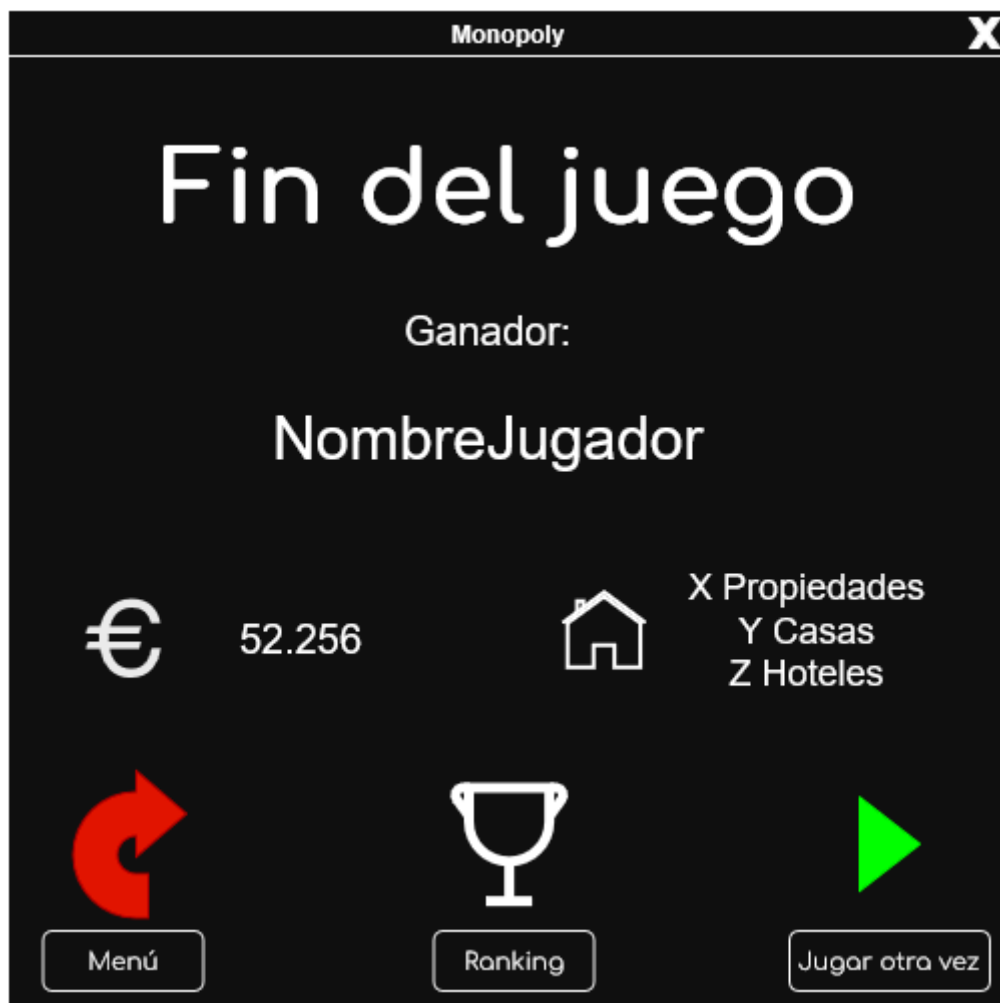 Monopoly X
Fin del juego
Ganador:
NombreJugador
€ 52.256
X Propiedades
Y Casas
Z Hoteles
Menú
Ranking
Jugar otra vez